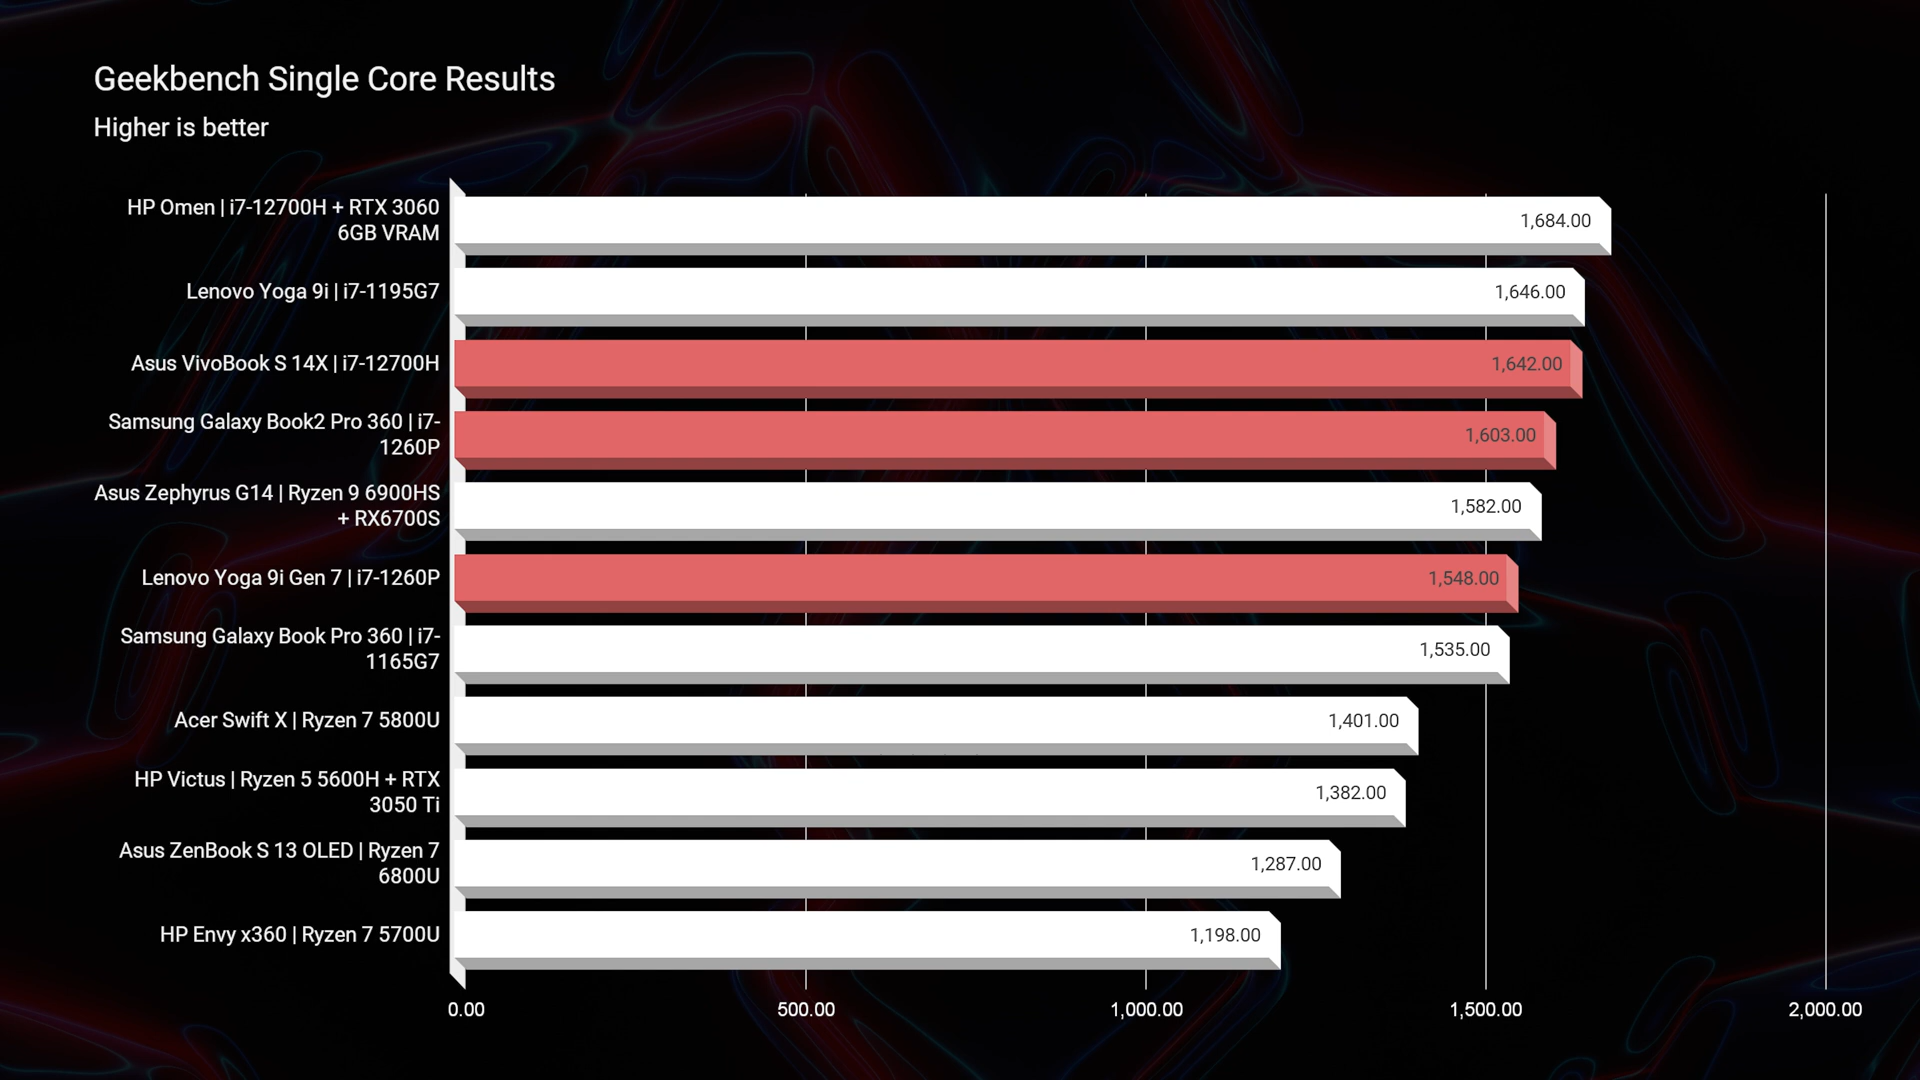 Geekbench Single Core Results
Higher is better
HP Omen | i7-12700H + RTX 3060
6GB VRAM
1,684.00
Lenovo Yoga 9i | i7-1195G7
1,646.00
Asus VivoBook S 14X | i7-12700H
1,642.00
Samsung Galaxy Book2 Pro 360 | i7-
1260P
1,603.00
Asus Zephyrus G14 | Ryzen 9 6900HS
+ RX6700S
1,582.00
Lenovo Yoga 9i Gen 7 | i7-1260P
1,548.00
Samsung Galaxy Book Pro 360 | i7-
1165G7
1,535.00
Acer Swift X | Ryzen 7 5800U
1,401.00
HP Victus | Ryzen 5 5600H + RTX
3050 Ti
1,382.00
Asus ZenBook S 13 OLED | Ryzen 7
6800U
1,287.00
HP Envy x360 | Ryzen 7 5700U
1,198.00
0.00 500.00 1,000.00 1,500.00 2,000.00